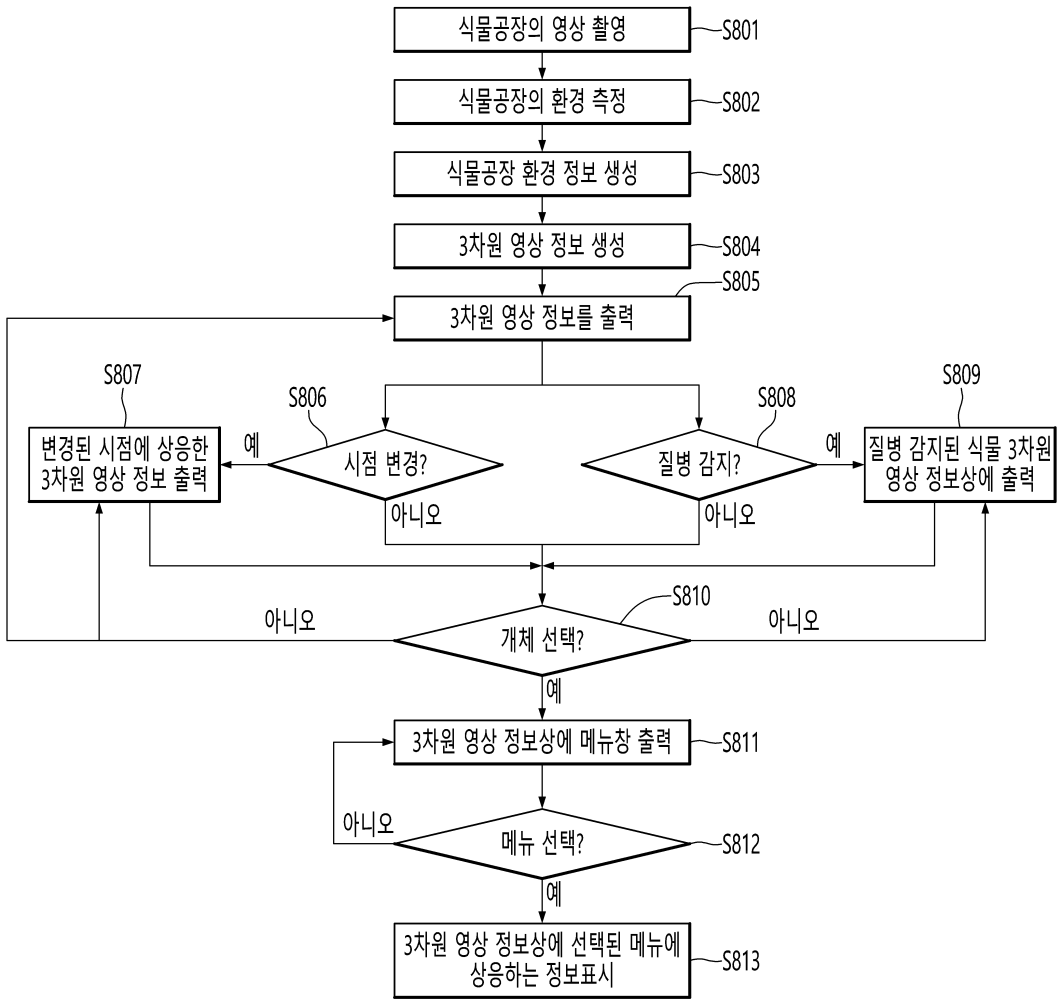 식물공장의 영상 촬영
S801
식물공장의 환경 측정
S802
식물공장 환경 정보 생성
S803
3차원 영상 정보 생성
S804
S805
3차원 영상 정보를 출력
S807
S806
S808
S809
변경된 시점에 상응한
3차원 영상 정보 출력
예
시점 변경?
질병 감지?
예
질병 감지된 식물 3차원
영상 정보상에 출력
아니오
아니오
S810
아니오
개체 선택?
아니오
예
3차원 영상 정보상에 메뉴창 출력
S811
아니오
메뉴 선택?
S812
예
3차원 영상 정보상에 선택된 메뉴에
상응하는 정보표시
S813